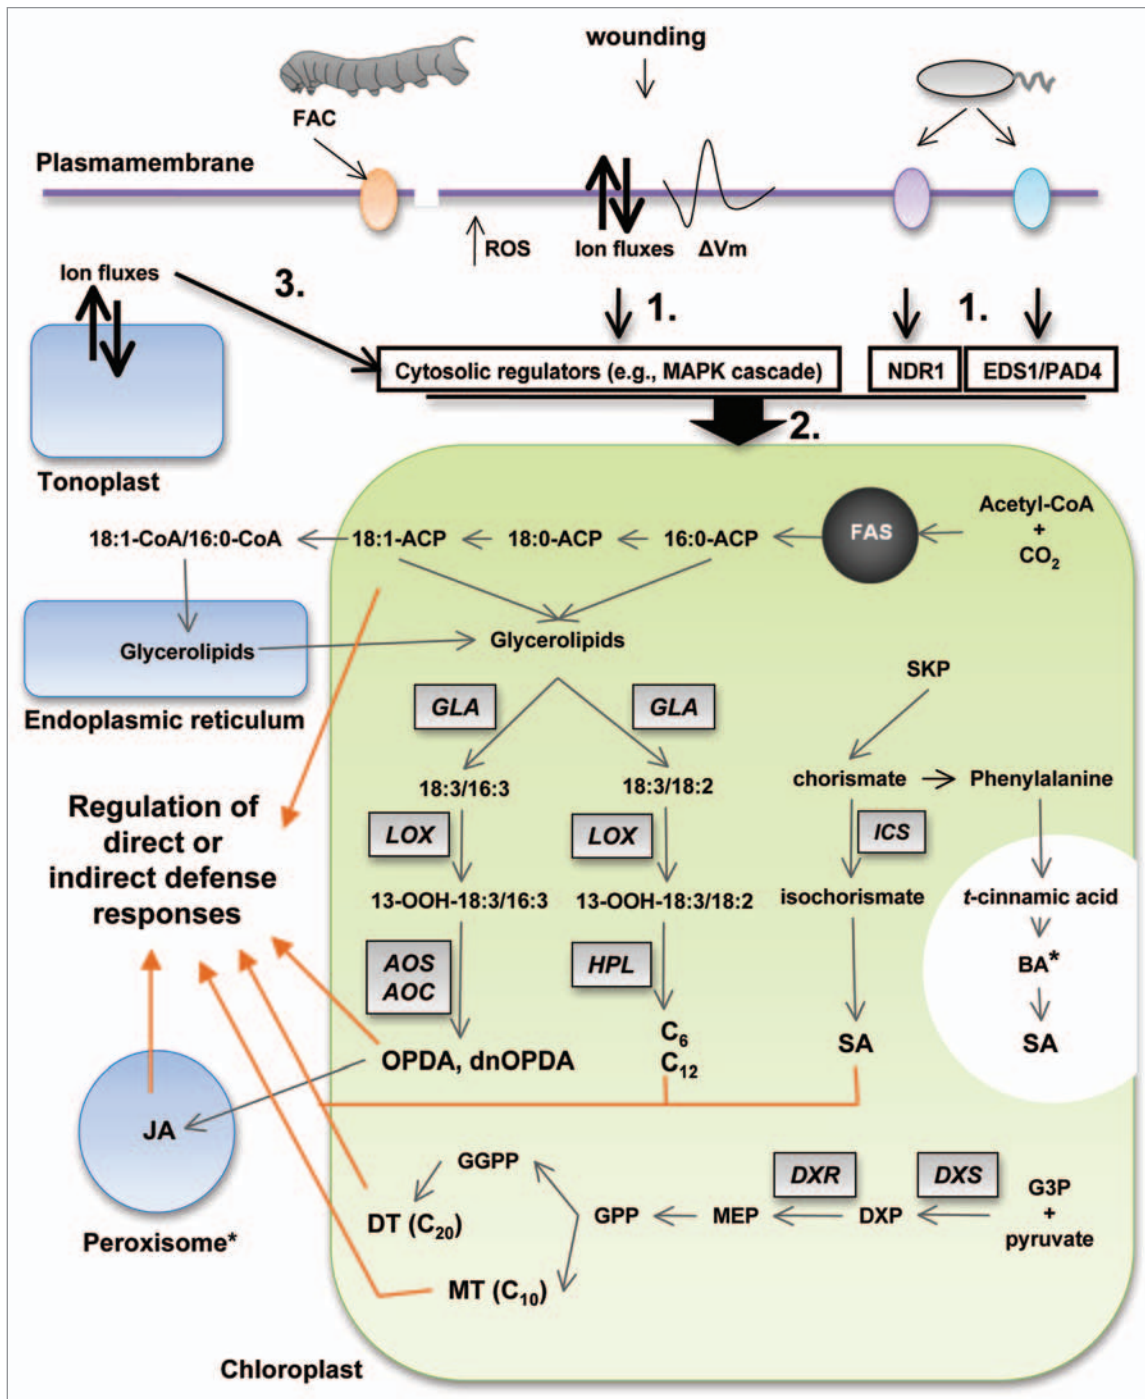 wounding
FAC
Plasmamembrane
ROS
Ion fluxes
ΔVm
Ion fluxes
3.
1.
1.
Cytosolic regulators (e.g., MAPK cascade)
NDR1
EDS1/PAD4
2.
Tonoplast
Acetyl-CoA
+
CO₂
FAS
18:1-CoA/16:0-CoA
18:1-ACP
18:0-ACP
16:0-ACP
Glycerolipids
Glycerolipids
Endoplasmic reticulum
SKP
GLA
GLA
18:3/16:3
18:3/18:2
chorismate
Phenylalanine
Regulation of
direct or
indirect defense
responses
LOX
LOX
ICS
13-OOH-18:3/16:3
13-OOH-18:3/18:2
isochorismate
t-cinnamic acid
AOS
AOC
HPL
BA*
OPDA, dnOPDA
C₆
C₁₂
SA
SA
JA
Peroxisome*
GGPP
DXR
DXS
G3P
+
pyruvate
DT (C₂₀)
GPP
MEP
DXP
MT (C₁₀)
Chloroplast